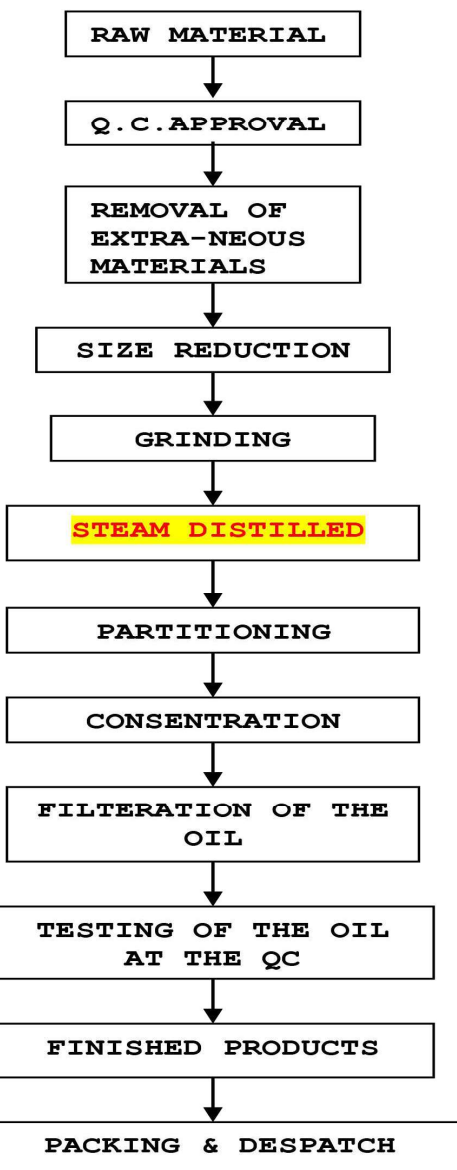 RAW MATERIAL
Q.C.APPROVAL
REMOVAL OF
EXTRA-NEOUS
MATERIALS
SIZE REDUCTION
GRINDING
STEAM DISTILLED
PARTITIONING
CONSENTRATION
FILTERATION OF THE
OIL
TESTING OF THE OIL
AT THE QC
FINISHED PRODUCTS
PACKING & DESPATCH